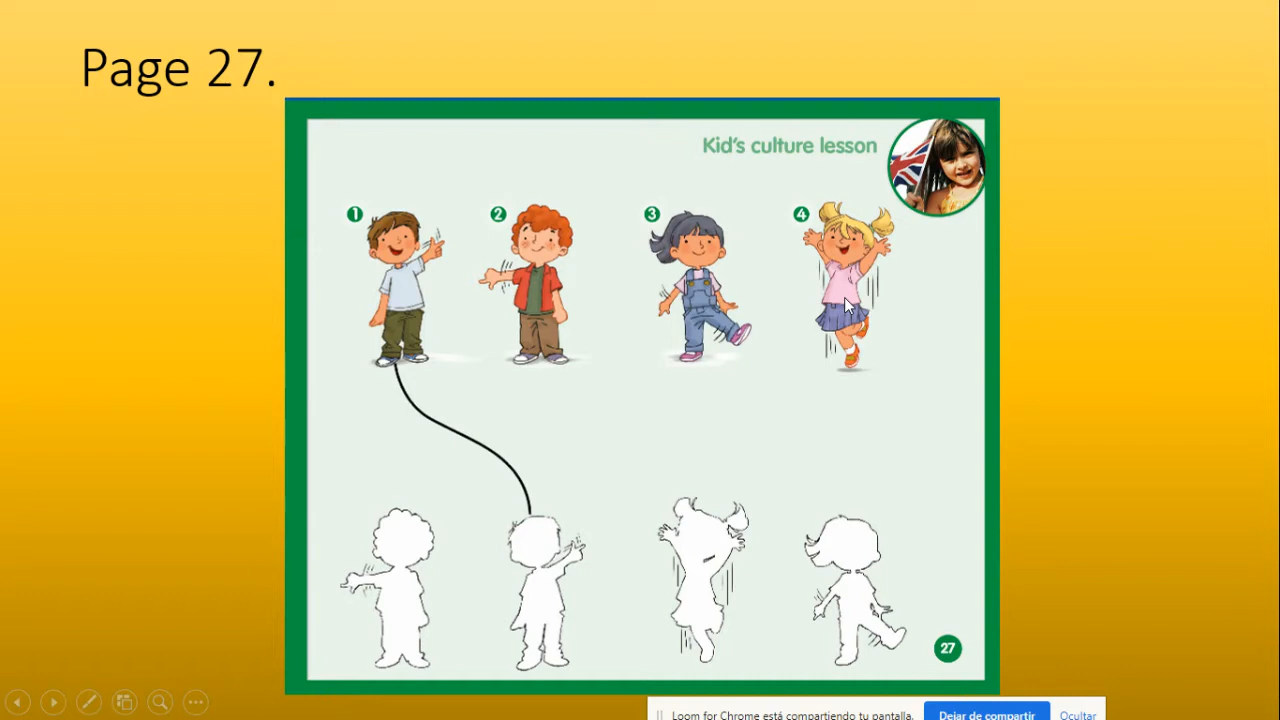 Page 27.
Kid's culture lesson
1 2 3 4
27
Loom for Chrome está compartiendo tu pantalla. Dejar de compartir Ocultar